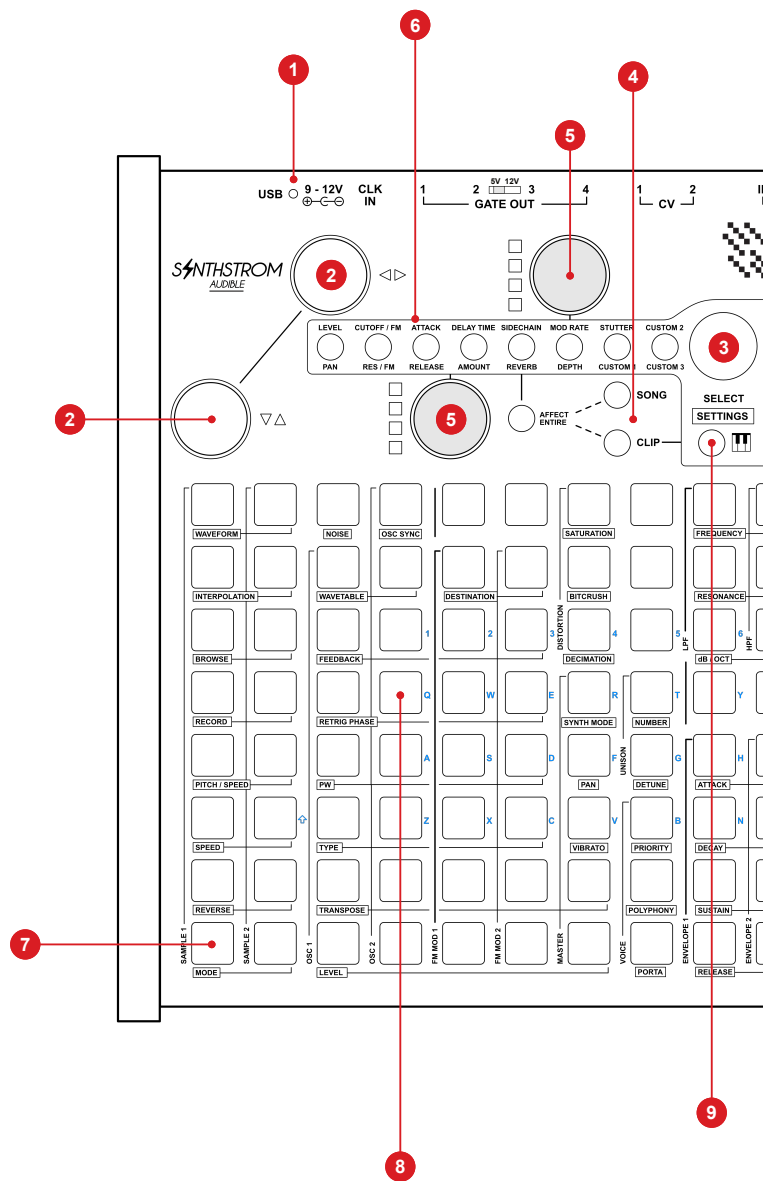 6
1
4
5
5V 12V
USB 9 - 12V CLK IN 1 2 3 4 1 2
GATE OUT CV
SYNTHSTROM
AUDIBLE
2
LEVEL CUTOFF / FM ATTACK DELAY TIME SIDECHAIN MOD RATE STUTTER CUSTOM 2
3
PAN RES / FM RELEASE AMOUNT REVERB DEPTH CUSTOM 1 CUSTOM 3
SELECT
SETTINGS
SONG
2
5
AFFECT
ENTIRE
CLIP
WAVEFORM NOISE OSC SYNC SATURATION FREQUENCY
INTERPOLATION WAVETABLE DESTINATION BITCRUSH RESONANCE
DISTORTION LPF HPF
1 2 3 4 5 6
BROWSE FEEDBACK DECIMATION dB / OCT
8
Q W E R T Y
RECORD RETRIG PHASE SYNTH MODE NUMBER
UNISON
A S D F G H
PITCH / SPEED PW PAN DETUNE ATTACK
Z X C V B N
SPEED TYPE VIBRATO PRIORITY DECAY
REVERSE TRANSPOSE POLYPHONY SUSTAIN
7
SAMPLE 1 SAMPLE 2 OSC 1 OSC 2 FM MOD 1 FM MOD 2 MASTER VOICE ENVELOPE 1 ENVELOPE 2
MODE LEVEL PORTA RELEASE
9
8